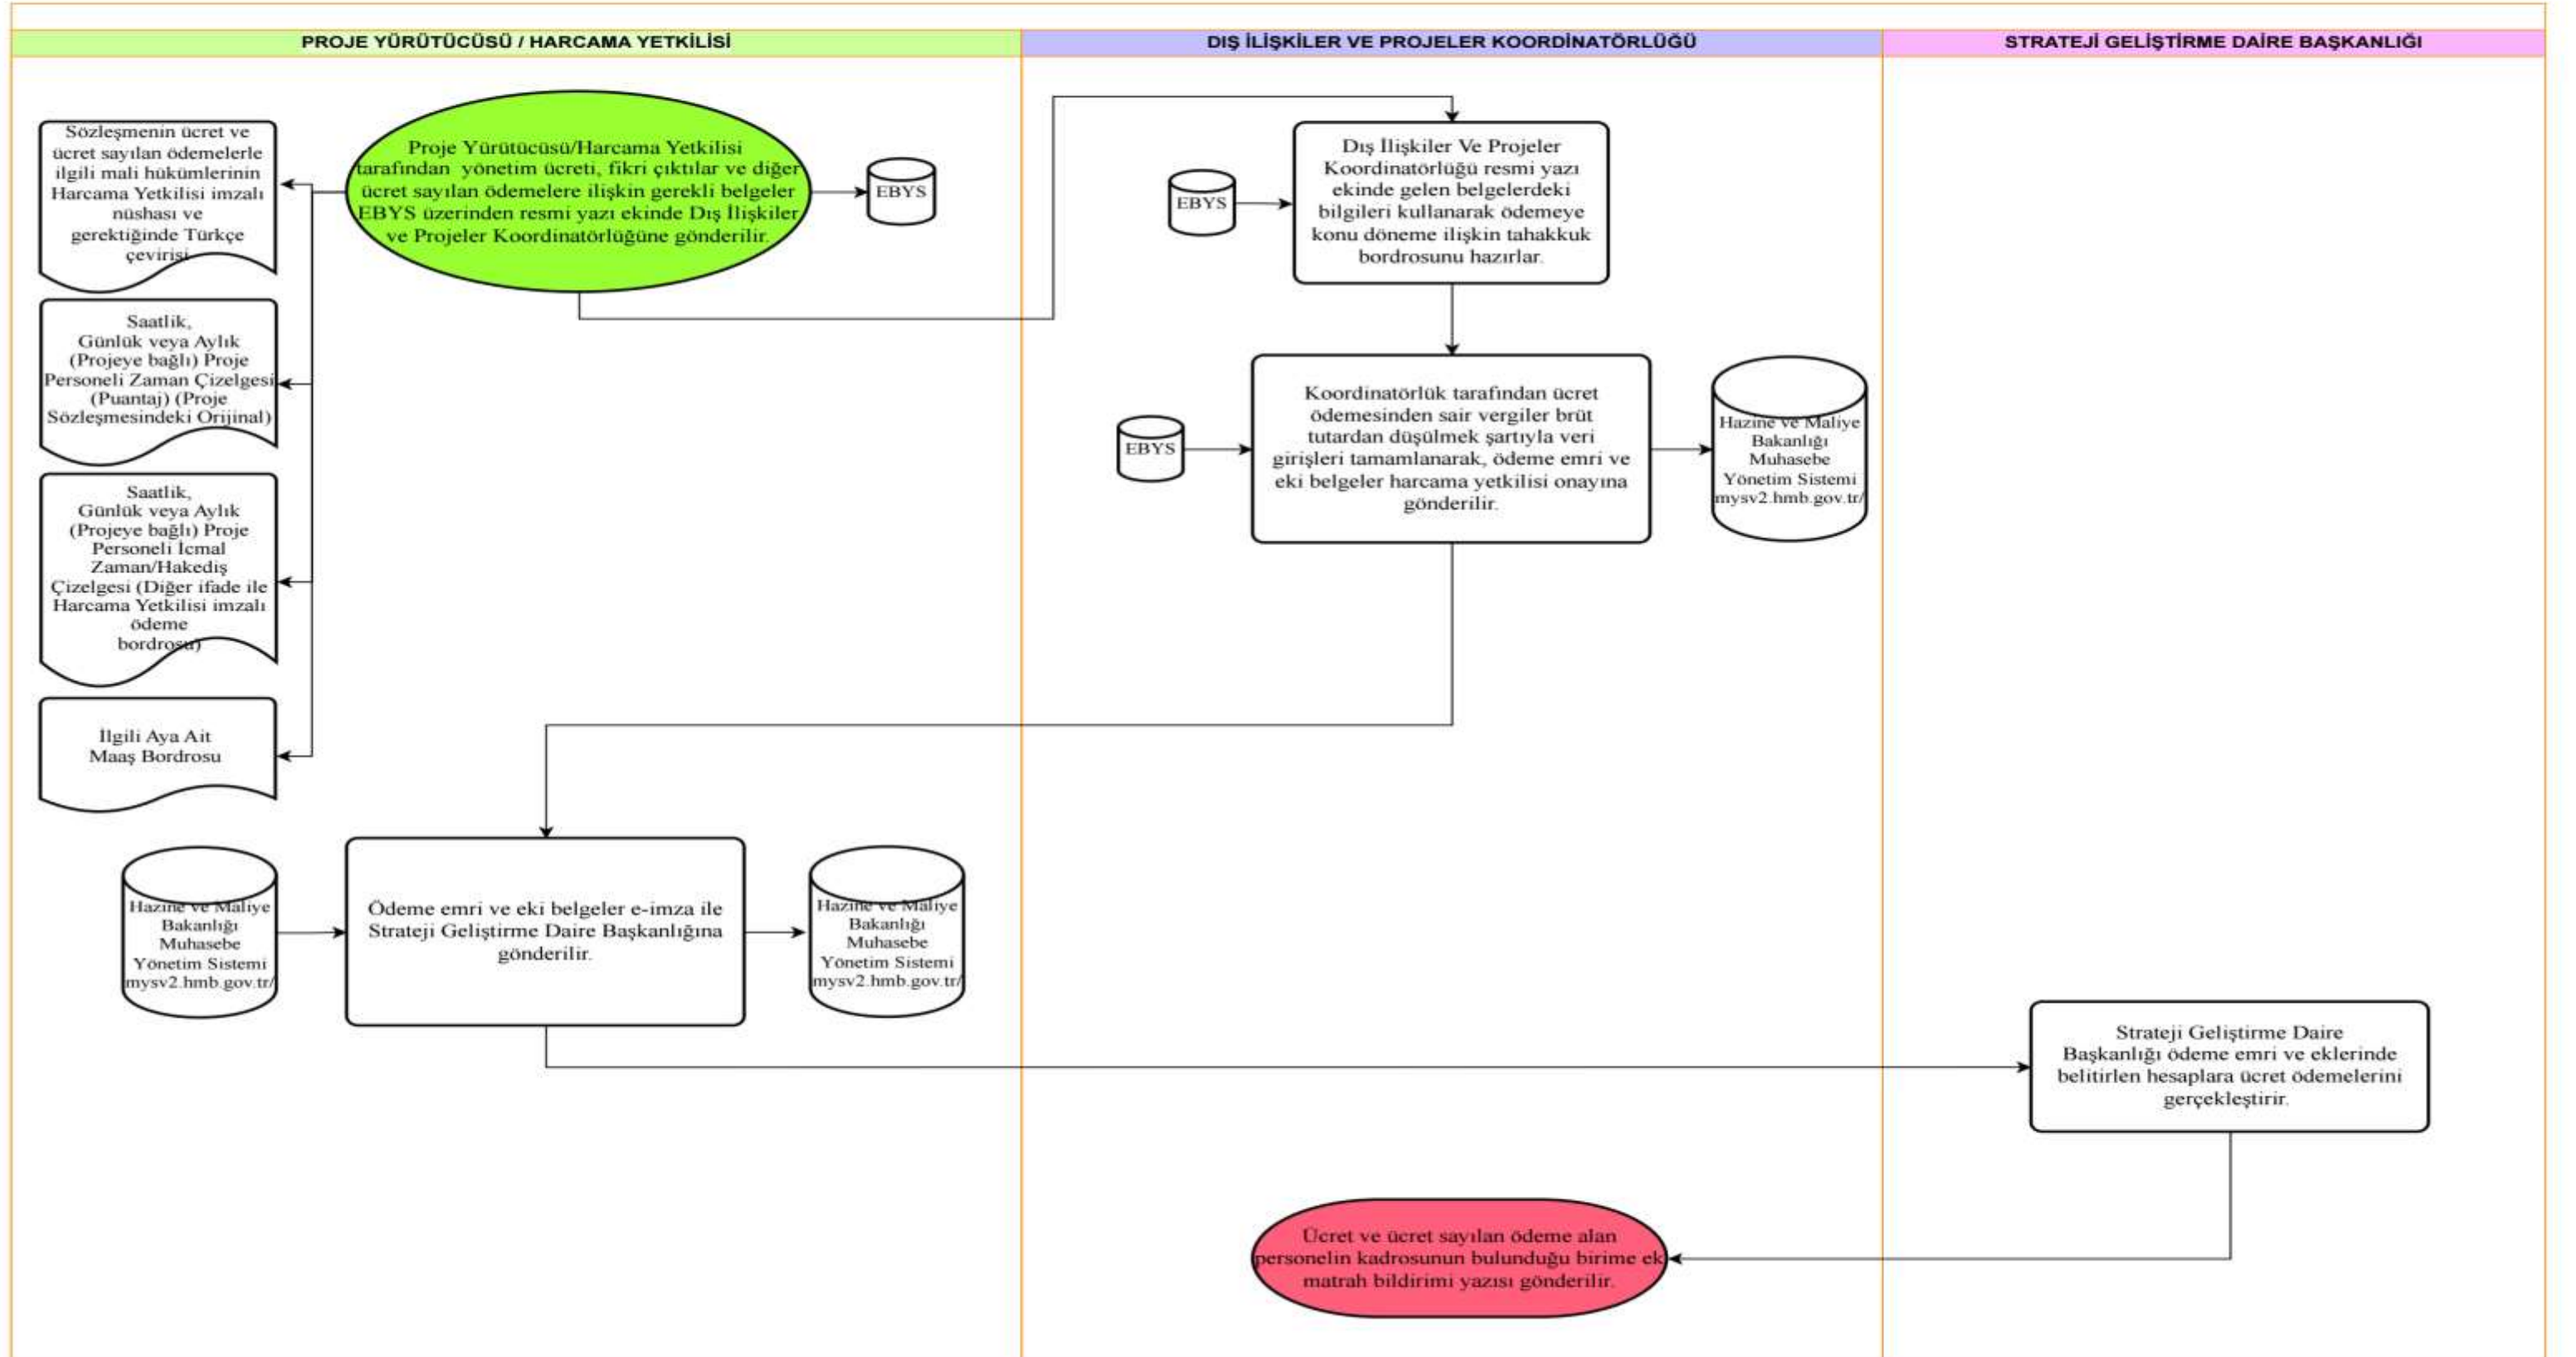 PROJE YÜRÜTÜCÜSÜ / HARCAMA YETKİLİSİ
DIŞ İLİŞKİLER VE PROJELER KOORDİNATÖRLÜĞÜ
STRATEJİ GELİŞTİRME DAİRE BAŞKANLIĞI
Sözleşmenin ücret ve
ücret sayılan ödemelerle
ilgili mali hükümlerinin
Harcama Yetkilisi imzalı
nüshası ve
gerektiğinde Türkçe
çevirisi
Proje Yürütücüsü/Harcama Yetkilisi
tarafından yönetim ücreti, fikri çıktılar ve diğer
ücret sayılan ödemelere ilişkin gerekli belgeler
EBYS üzerinden resmi yazı ekinde Dış İlişkiler
ve Projeler Koordinatörlüğüne gönderilir.
EBYS
EBYS
Dış İlişkiler Ve Projeler
Koordinatörlüğü resmi yazı
ekinde gelen belgelerdeki
bilgileri kullanarak ödemeye
konu döneme ilişkin tahakkuk
bordrosunu hazırlar.
Saatlik,
Günlük veya Aylık
(Projeye bağlı) Proje
Personeli Zaman Çizelgesi
(Puantaj) (Proje
Sözleşmesindeki Orijinal)
EBYS
Koordinatörlük tarafından ücret
ödemesinden sair vergiler brüt
tutardan düşülmek şartıyla veri
girişleri tamamlanarak, ödeme emri ve
eki belgeler harcama yetkilisi onayına
gönderilir.
Hazine ve Maliye
Bakanlığı
Muhasebe
Yönetim Sistemi
mysv2.hmb.gov.tr/
Saatlik,
Günlük veya Aylık
(Projeye bağlı) Proje
Personeli İcmal
Zaman/Hakediş
Çizelgesi (Diğer ifade ile
Harcama Yetkilisi imzalı
ödeme
bordrosu)
İlgili Aya Ait
Maaş Bordrosu
Hazine ve Maliye
Bakanlığı
Muhasebe
Yönetim Sistemi
mysv2.hmb.gov.tr/
Ödeme emri ve eki belgeler e-imza ile
Strateji Geliştirme Daire Başkanlığına
gönderilir.
Hazine ve Maliye
Bakanlığı
Muhasebe
Yönetim Sistemi
mysv2.hmb.gov.tr/
Strateji Geliştirme Daire
Başkanlığı ödeme emri ve eklerinde
belitirlen hesaplara ücret ödemelerini
gerçekleştirir.
Ücret ve ücret sayılan ödeme alan
personelin kadrosunun bulunduğu birime ek
matrah bildirimi yazısı gönderilir.